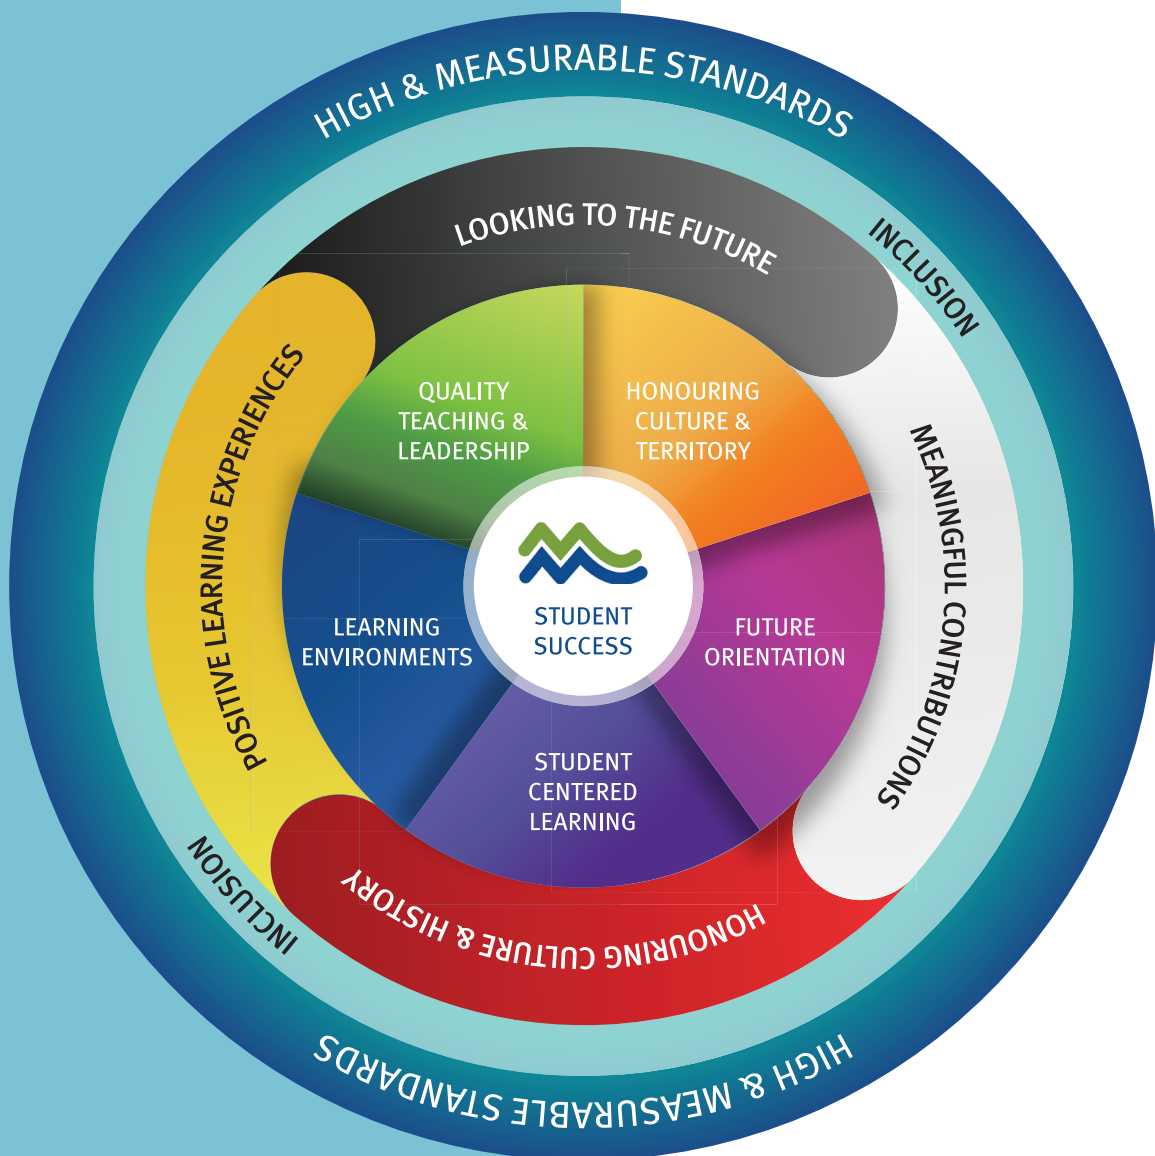 HIGH & MEASURABLE STANDARDS
INCLUSION
LOOKING TO THE FUTURE
MEANINGFUL CONTRIBUTIONS
HONOURING CULTURE & HISTORY
POSITIVE LEARNING EXPERIENCES
QUALITY
TEACHING &
LEADERSHIP
HONOURING
CULTURE &
TERRITORY
FUTURE
ORIENTATION
STUDENT
CENTERED
LEARNING
LEARNING
ENVIRONMENTS
STUDENT
SUCCESS
INCLUSION
HIGH & MEASURABLE STANDARDS